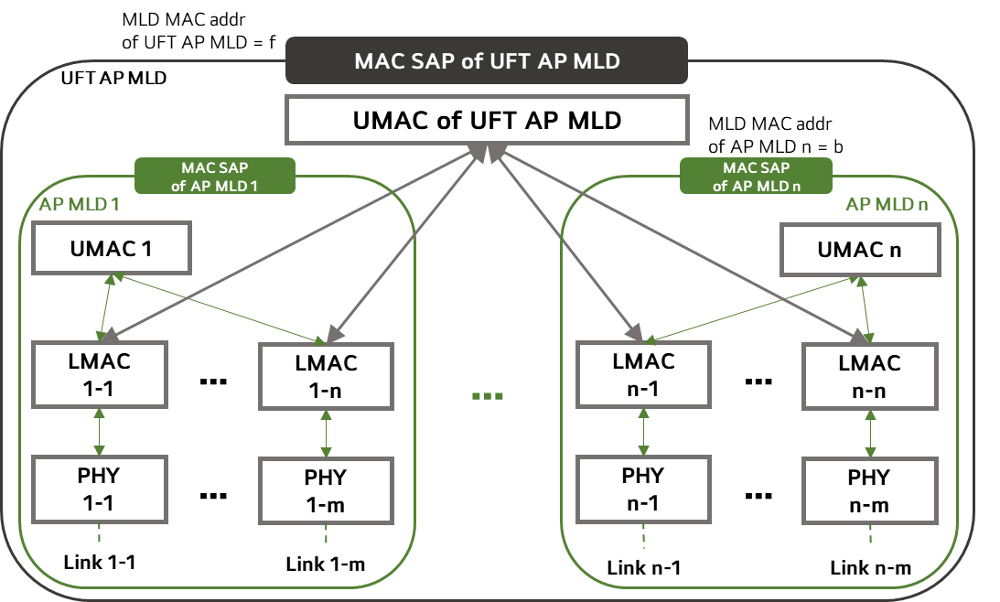 MLD MAC addr
of UFT AP MLD = f
MAC SAP of UFT AP MLD
UFT AP MLD
UMAC of UFT AP MLD
MLD MAC addr
of AP MLD n = b
MAC SAP
of AP MLD 1
MAC SAP
of AP MLD n
AP MLD 1
AP MLD n
UMAC 1
UMAC n
LMAC
1-1
...
LMAC
1-n
...
LMAC
n-1
...
LMAC
n-n
PHY
1-1
...
PHY
1-m
PHY
n-1
...
PHY
n-m
Link 1-1
Link 1-m
Link n-1
Link n-m